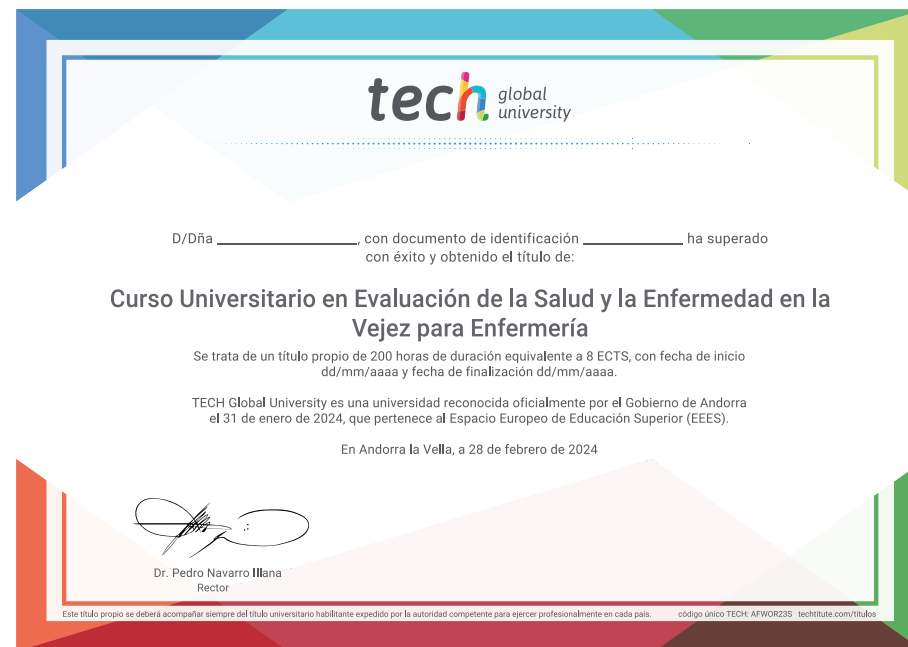 tech global university
D/Dña ____________________, con documento de identificación ______________ ha superado
con éxito y obtenido el título de:
Curso Universitario en Evaluación de la Salud y la Enfermedad en la
Vejez para Enfermería
Se trata de un título propio de 200 horas de duración equivalente a 8 ECTS, con fecha de inicio
dd/mm/aaaa y fecha de finalización dd/mm/aaaa.
TECH Global University es una universidad reconocida oficialmente por el Gobierno de Andorra
el 31 de enero de 2024, que pertenece al Espacio Europeo de Educación Superior (EEES).
En Andorra la Vella, a 28 de febrero de 2024
Dr. Pedro Navarro Illana
Rector
Este título propio se deberá acompañar siempre del título universitario habilitante expedido por la autoridad competente para ejercer profesionalmente en cada país. código único TECH: AFWOR23S techtitute.com/titulos